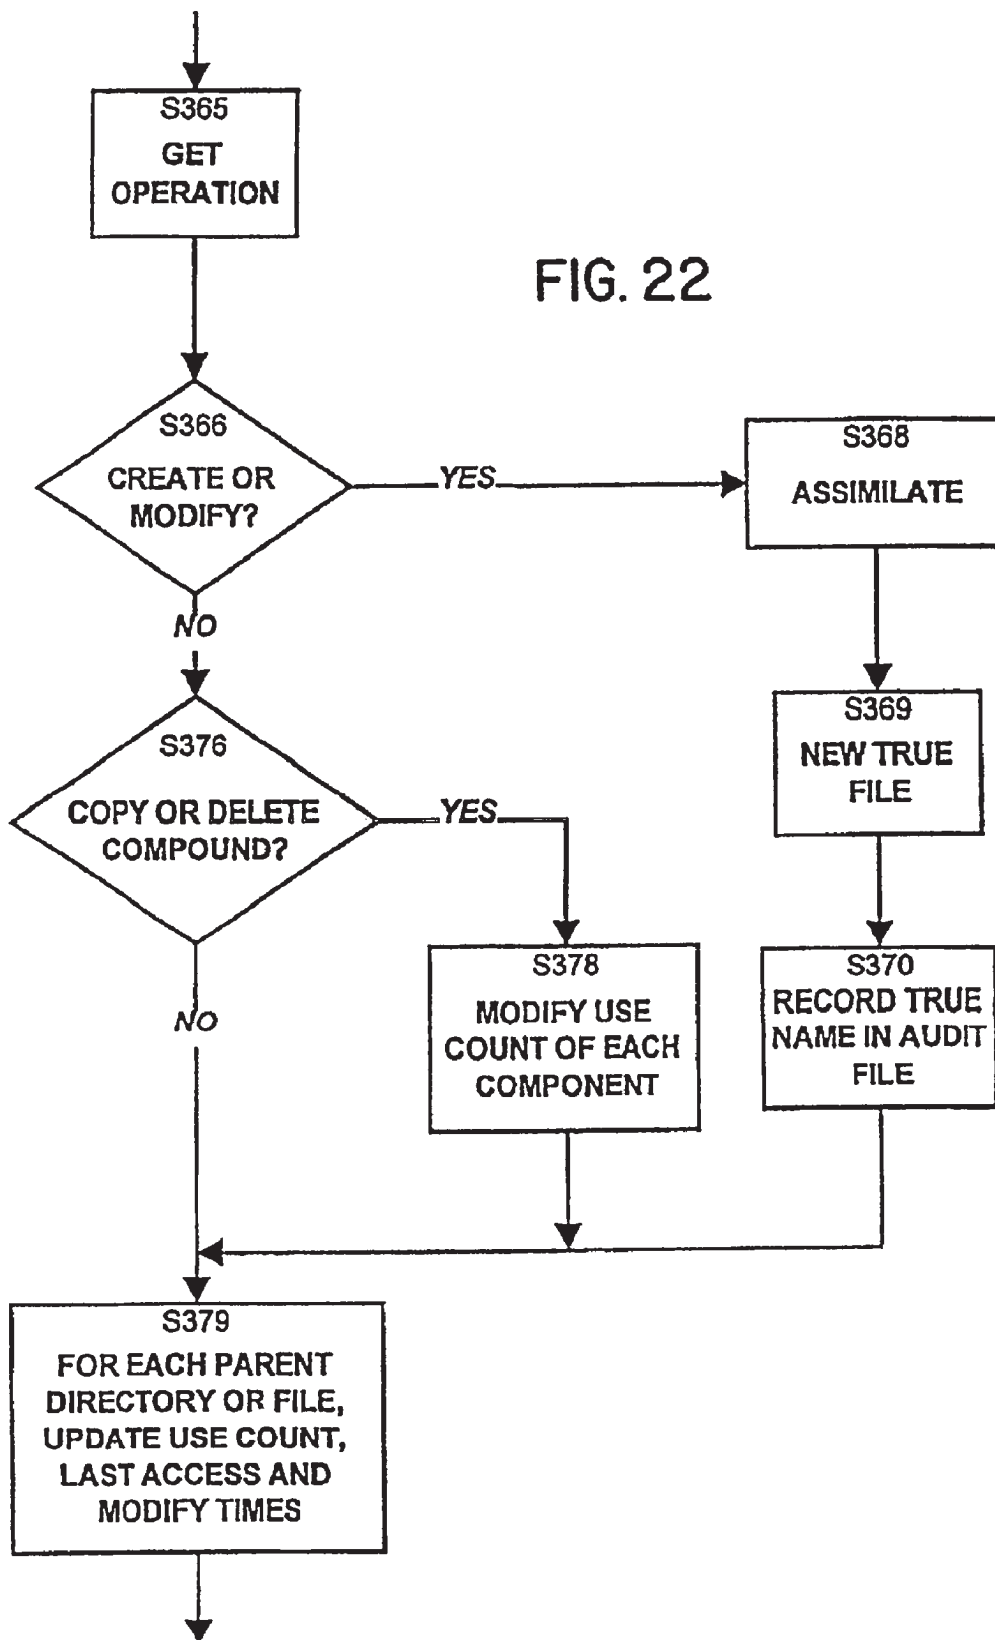 S365
GET
OPERATION
FIG. 22
S366
CREATE OR
MODIFY?
YES
S368
ASSIMILATE
NO
S369
NEW TRUE
FILE
S376
COPY OR DELETE
COMPOUND?
YES
S378
MODIFY USE
COUNT OF EACH
COMPONENT
S370
RECORD TRUE
NAME IN AUDIT
FILE
NO
S379
FOR EACH PARENT
DIRECTORY OR FILE,
UPDATE USE COUNT,
LAST ACCESS AND
MODIFY TIMES